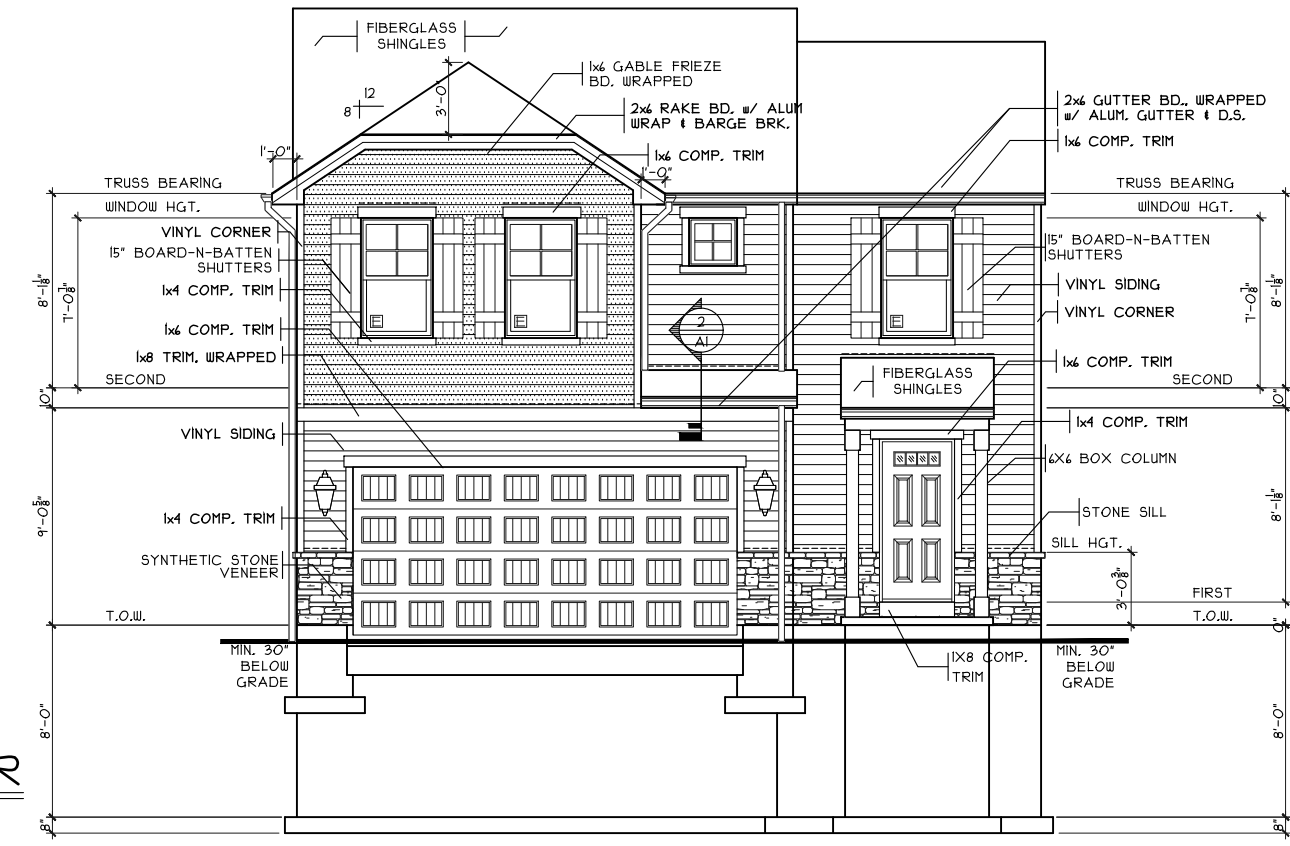 FIBERGLASS
SHINGLES
1x6 GABLE FRIEZE
BD. WRAPPED
12
8
3'-0"
2x6 RAKE BD. w/ ALUM
WRAP & BARGE BRK.
2x6 GUTTER BD., WRAPPED
w/ ALUM. GUTTER & D.S.
1x6 COMP. TRIM
1'-0"
1x6 COMP. TRIM
1'-0"
TRUSS BEARING
TRUSS BEARING
WINDOW HGT.
WINDOW HGT.
VINYL CORNER
15" BOARD-N-BATTEN
SHUTTERS
15" BOARD-N-BATTEN
SHUTTERS
8'-1 1/8"
7'-0 7/8"
1x4 COMP. TRIM
VINYL SIDING
7'-0 7/8"
8'-1 1/8"
VINYL CORNER
E
E
E
2
A1
1x6 COMP. TRIM
1x8 TRIM, WRAPPED
1x6 COMP. TRIM
SECOND
FIBERGLASS
SHINGLES
SECOND
10"
10"
1x4 COMP. TRIM
VINYL SIDING
6X6 BOX COLUMN
9'-0 5/8"
8'-1 1/8"
1x4 COMP. TRIM
STONE SILL
SILL HGT.
SYNTHETIC STONE
VENEER
3'-0 3/8"
FIRST
T.O.W.
T.O.W.
0"
MIN. 30"
BELOW
GRADE
1X8 COMP.
TRIM
MIN. 30"
BELOW
GRADE
8'-0"
8'-0"
8"
8"